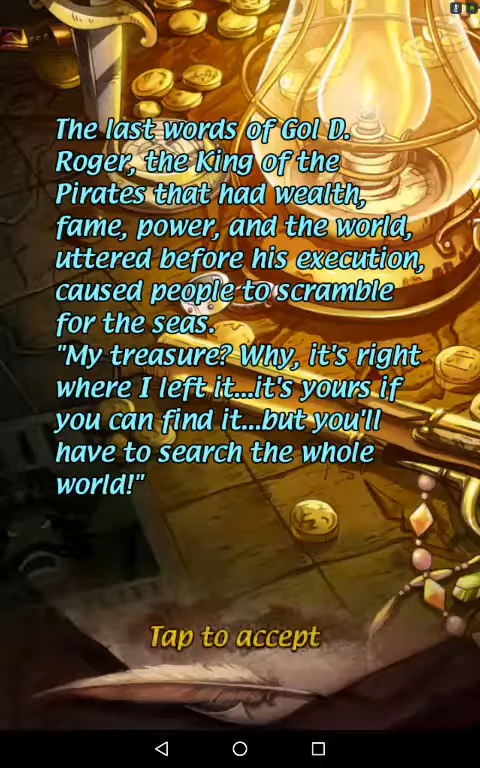 The last words of Gol D.
Roger, the King of the
Pirates that had wealth,
fame, power, and the world,
uttered before his execution,
caused people to scramble
for the seas.
"My treasure? Why, it's right
where I left it...it's yours if
you can find it...but you'll
have to search the whole
world!"
Tap to accept